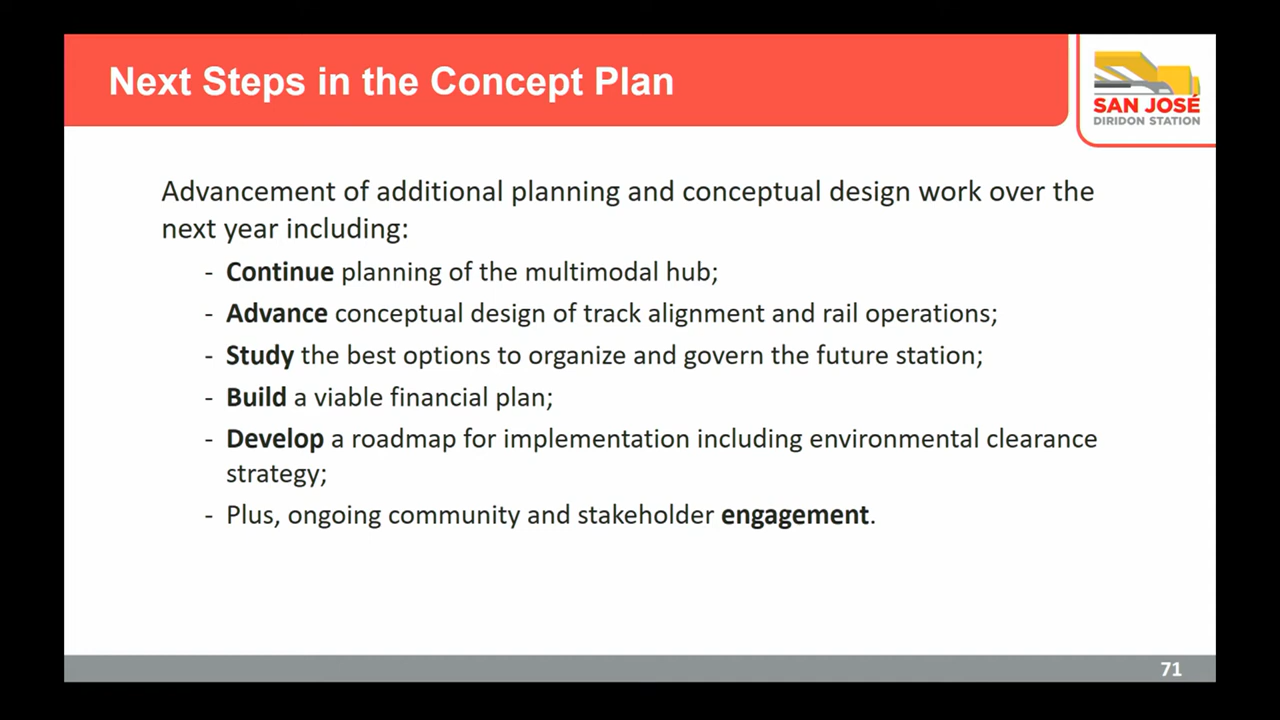 Next Steps in the Concept Plan
SAN JOSÉ
DIRIDON STATION
Advancement of additional planning and conceptual design work over the
next year including:
- Continue planning of the multimodal hub;
- Advance conceptual design of track alignment and rail operations;
- Study the best options to organize and govern the future station;
- Build a viable financial plan;
- Develop a roadmap for implementation including environmental clearance
strategy;
- Plus, ongoing community and stakeholder engagement.
71